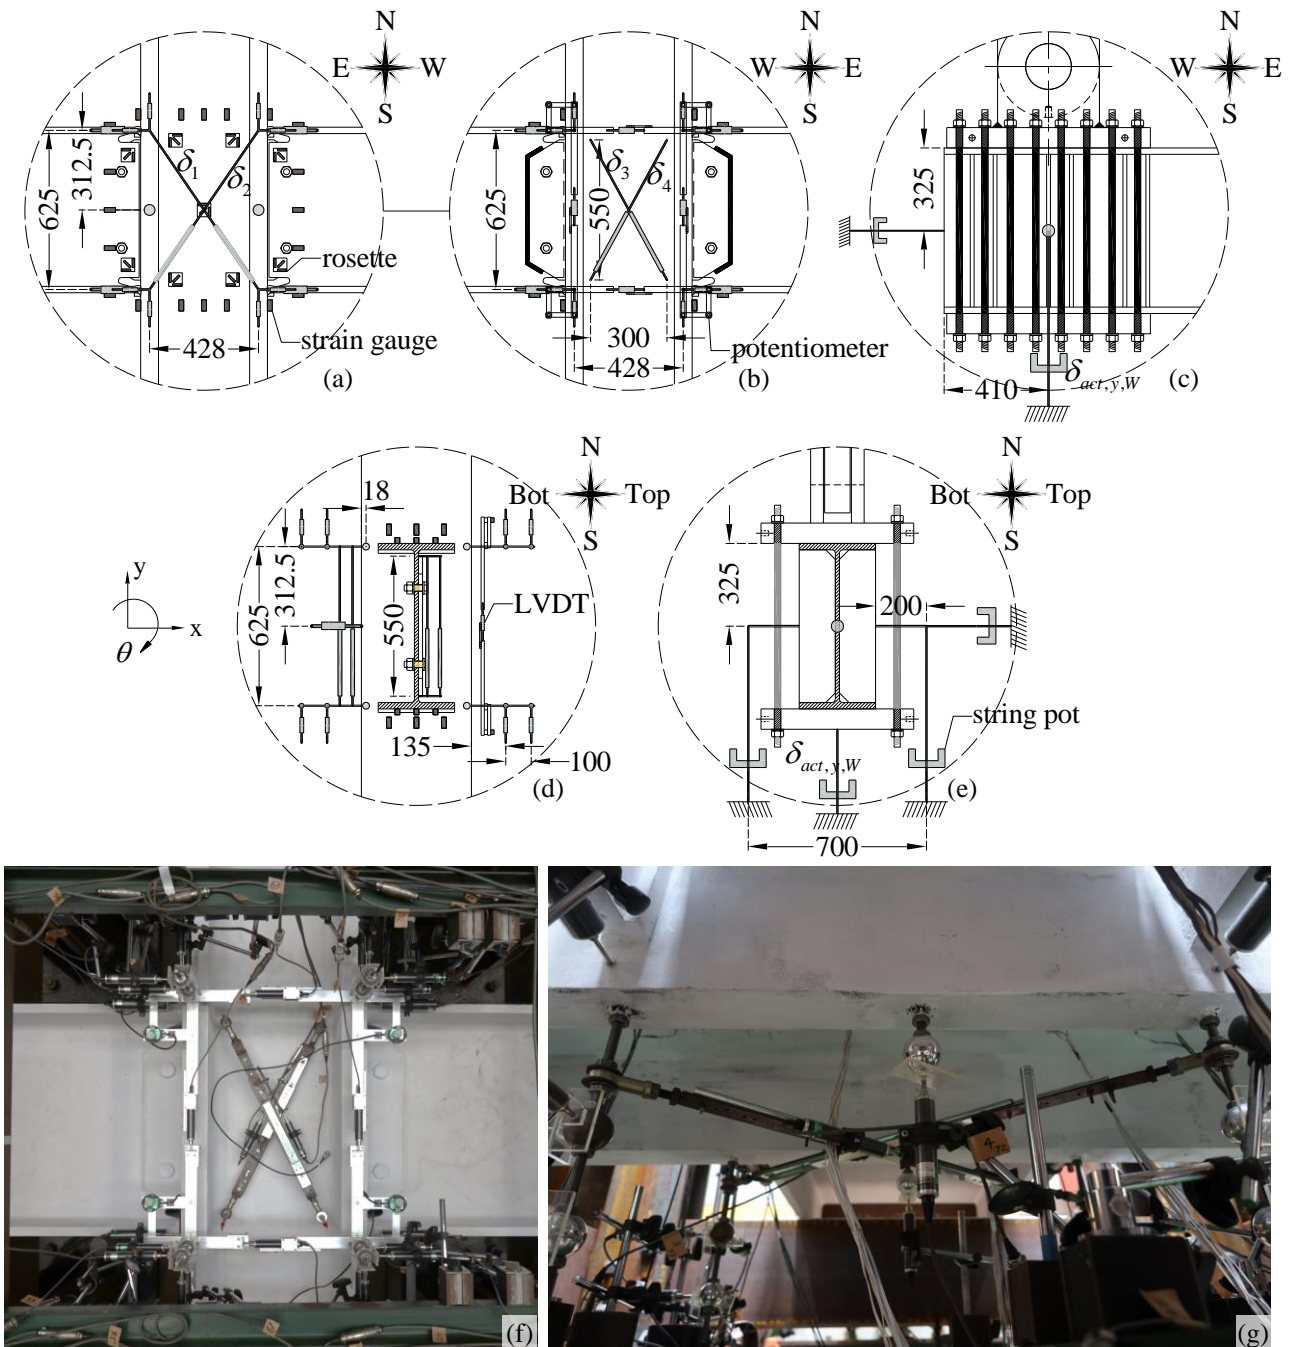 N
E W
S
312.5
625
δ1
δ2
rosette
strain gauge
428
(a)
N
W E
S
625
550
δ3
δ4
300
428
potentiometer
(b)
N
W E
S
325
410
δact,y,W
(c)
N
Bot Top
S
18
312.5
625
550
LVDT
135
100
(d)
y
x
θ
N
Bot Top
S
325
200
string pot
δact,y,W
700
(e)
(f)
(g)